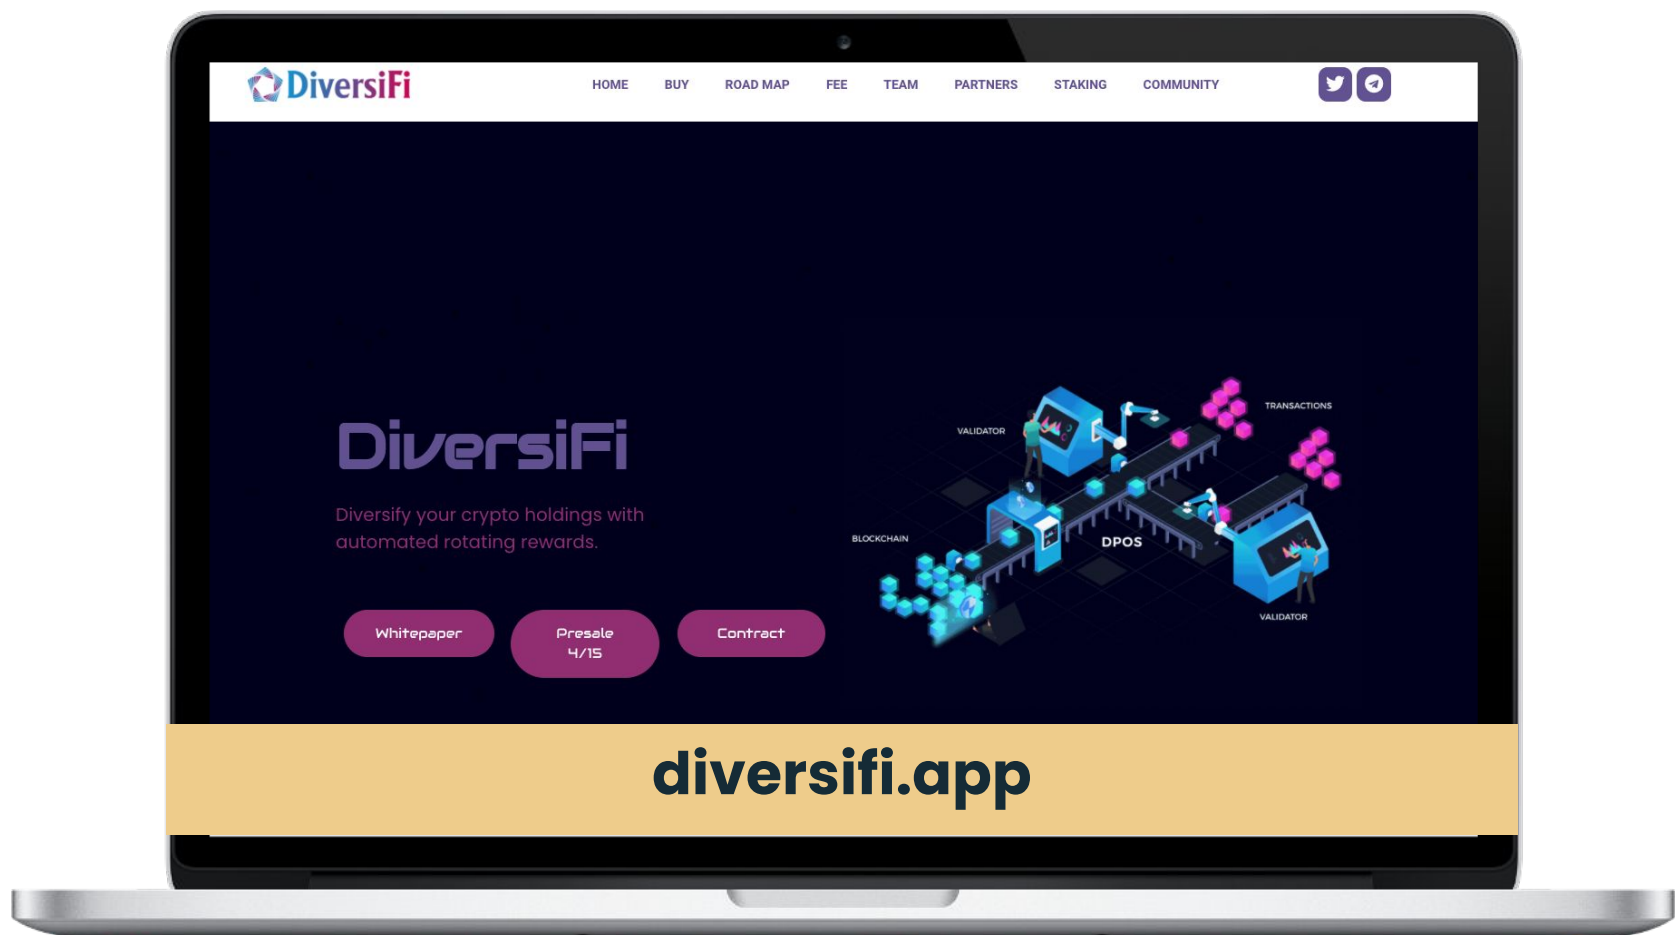 DiversiFi
HOME BUY ROAD MAP FEE TEAM PARTNERS STAKING COMMUNITY
DiversiFi
Diversify your crypto holdings with
automated rotating rewards.
Whitepaper
Presale
4/15
Contract
TRANSACTIONS
VALIDATOR
BLOCKCHAIN
DPOS
VALIDATOR
diversifi.app